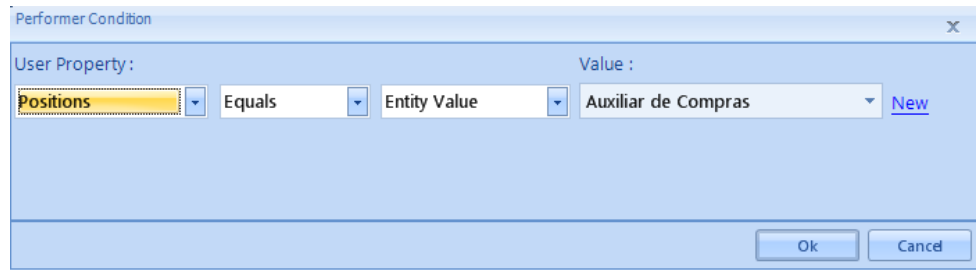 Performer Condition
x
User Property : Value :
Positions Equals Entity Value Auxiliar de Compras New
Ok Cancel